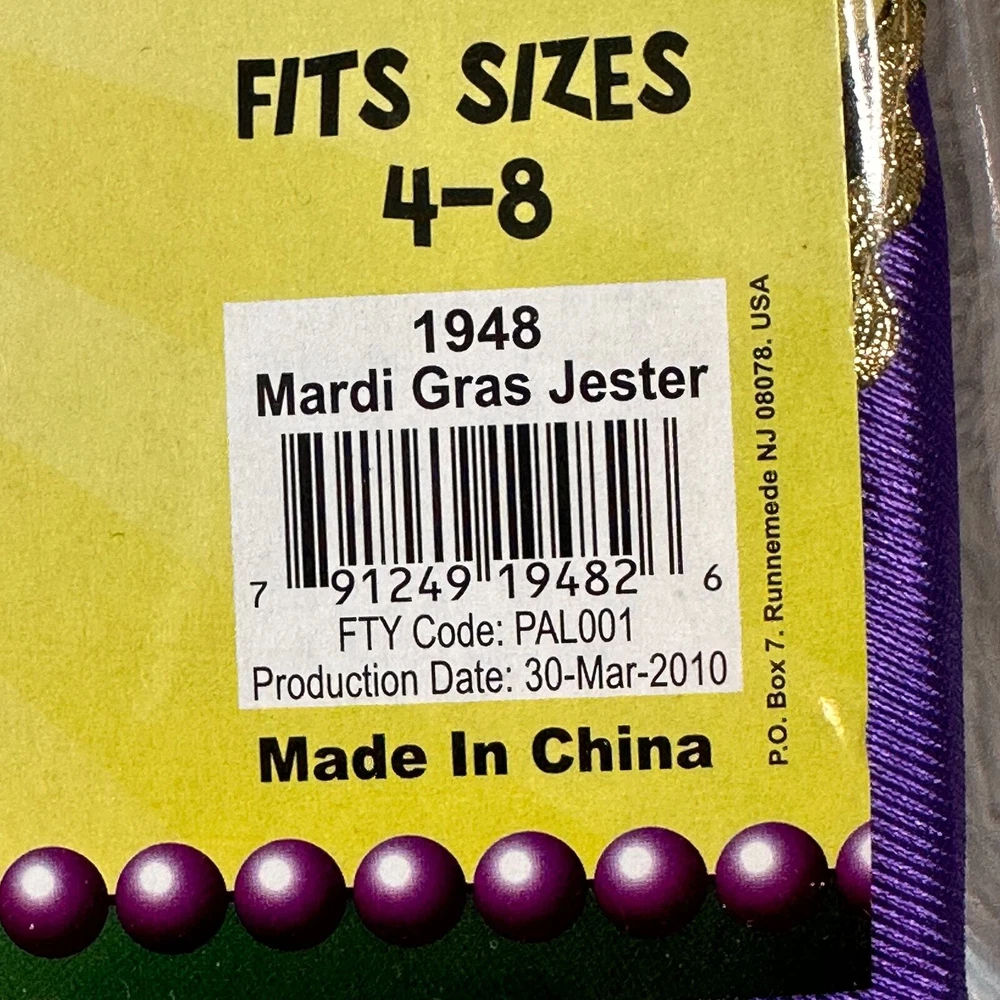 FITS SIZES
4-8
1948
Mardi Gras Jester
7 91249 19482 6
FTY Code: PAL001
Production Date: 30-Mar-2010
Made In China
P.O. Box 7. Runnemede NJ 08078. USA